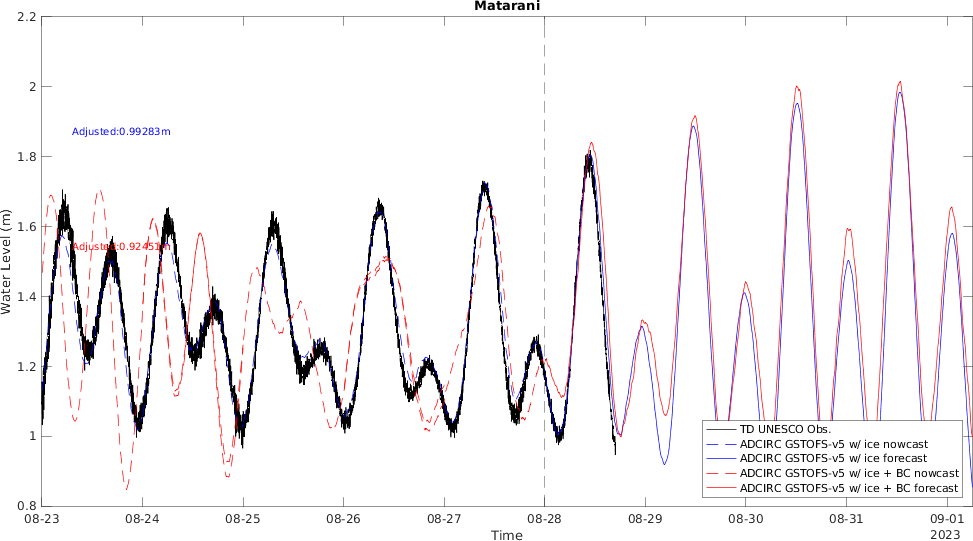 Matarani
2.2
2
1.8
1.6
1.4
1.2
1
0.8
Water Level (m)
Adjusted:0.99283m
Adjusted:0.92451m
TD UNESCO Obs.
ADCIRC GSTOFS-v5 w/ ice nowcast
ADCIRC GSTOFS-v5 w/ ice forecast
ADCIRC GSTOFS-v5 w/ ice + BC nowcast
ADCIRC GSTOFS-v5 w/ ice + BC forecast
08-23 08-24 08-25 08-26 08-27 08-28 08-29 08-30 08-31 09-01
2023
Time